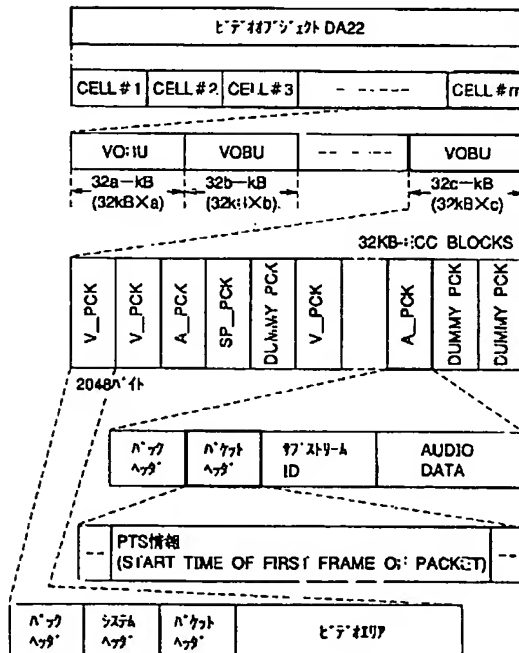 ビデオオブジェクト DA22
CELL#1 CELL#2 CELL#3 CELL#m
VOBU VOBU VOBU
32a-kB 32b-kB 32c-kB
(32kB×a) (32kB×b) (32kB×c)
32KB-ECC BLOCKS
V_PCK V_PCK A_PCK SP_PCK DUMMY PCK V_PCK A_PCK DUMMY PCK DUMMY PCK
2048バイト
パック パケット サブストリーム AUDIO
ヘッダ ヘッダ ID DATA
PTS情報
(START TIME OF FIRST FRAME OF PACKET)
パック システム パケット ビデオエリア
ヘッダ ヘッダ ヘッダ